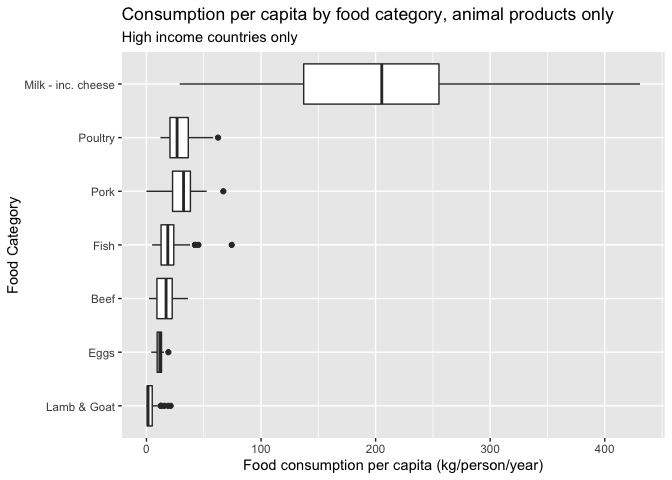 Consumption per capita by food category, animal products only
High income countries only
Food Category
Milk - inc. cheese
Poultry
Pork
Fish
Beef
Eggs
Lamb & Goat
0 100 200 300 400
Food consumption per capita (kg/person/year)